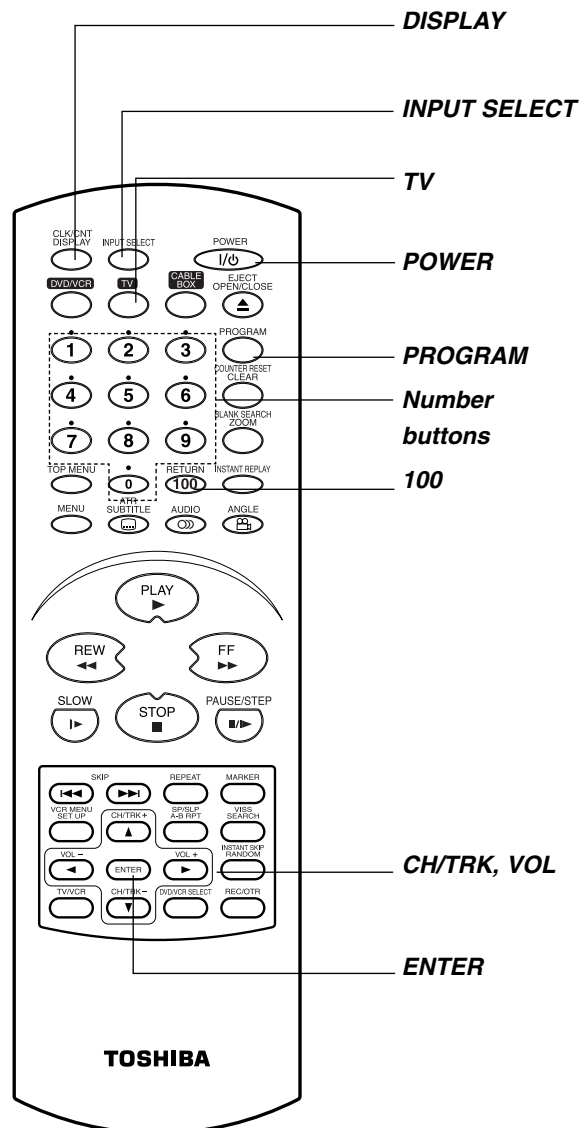 DISPLAY
INPUT SELECT
TV
POWER
PROGRAM
Number
buttons
100
CH/TRK, VOL
ENTER
CLK/CNT
DISPLAY
INPUT SELECT
POWER
I/⏻
DVD/VCR
TV
CABLE
BOX
EJECT
OPEN/CLOSE
1
2
3
PROGRAM
4
5
6
COUNTER RESET
CLEAR
7
8
9
BLANK SEARCH
ZOOM
TOP MENU
0
RETURN
100
INSTANT REPLAY
MENU
ATR
SUBTITLE
AUDIO
ANGLE
PLAY
REW
FF
SLOW
STOP
PAUSE/STEP
SKIP
REPEAT
MARKER
VCR MENU
SET UP
CH/TRK+
SP/SLP
A-B RPT
VISS
SEARCH
VOL –
ENTER
VOL +
INSTANT SKIP
RANDOM
TV/VCR
CH/TRK–
DVD/VCR SELECT
REC/OTR
TOSHIBA